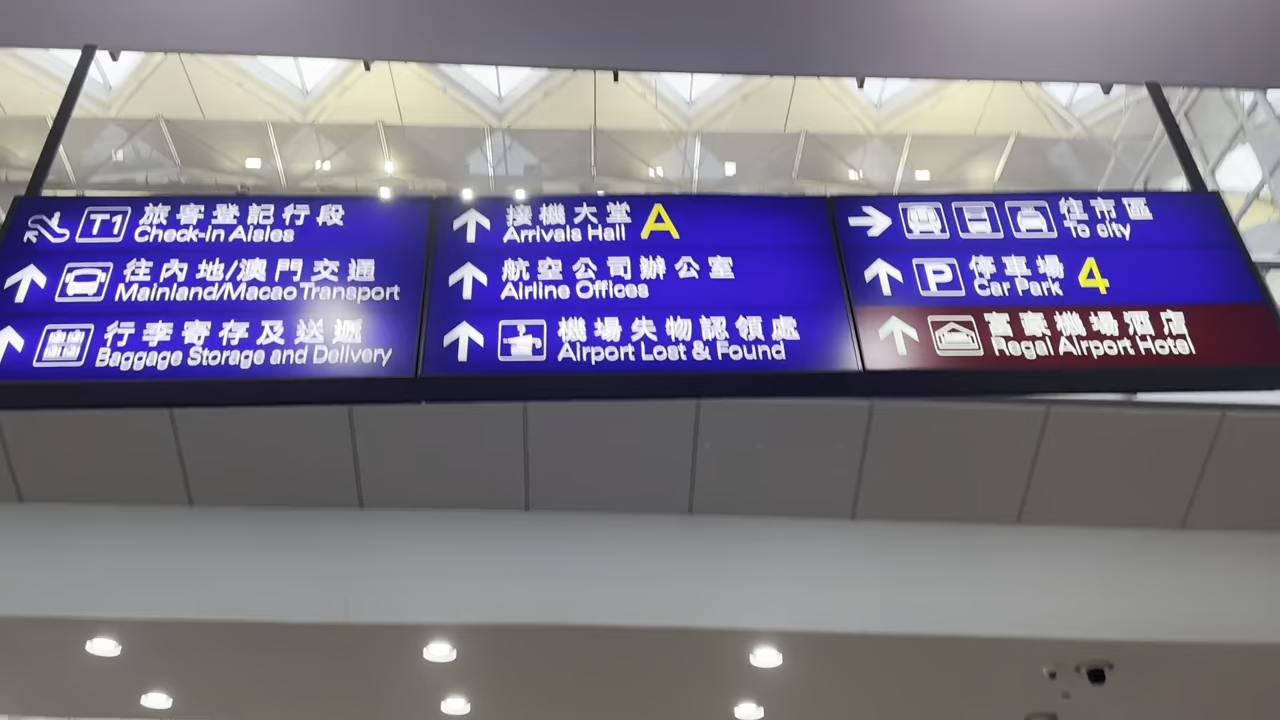 T1 旅客登記行段
Check-in Aisles
往內地/澳門交通
Mainland/Macao Transport
行李寄存及送遞
Baggage Storage and Delivery
接機大堂 A
Arrivals Hall
航空公司辦公室
Airline Offices
機場失物認領處
Airport Lost & Found
往市區
To city
P 停車場 4
Car Park
富豪機場酒店
Regal Airport Hotel